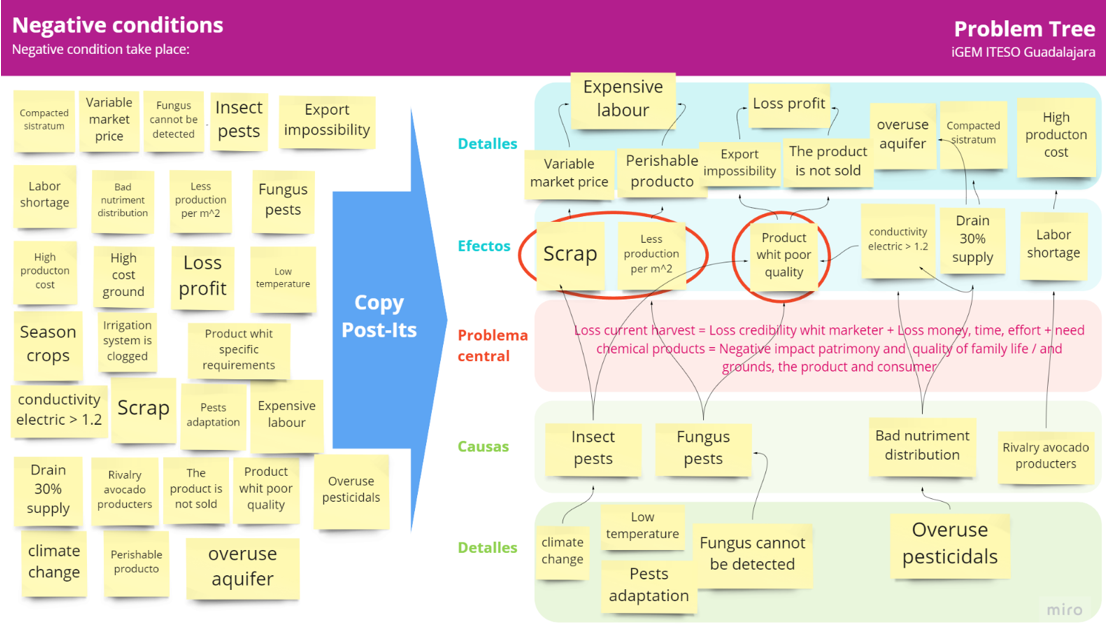 Negative conditions
Negative condition take place:
Problem Tree
iGEM ITESO Guadalajara
Compacted
sistratum
Variable
market
price
Fungus
cannot be
detected
Insect
pests
Export
impossibility
Labor
shortage
Bad
nutriment
distribution
Less
production
per m^2
Fungus
pests
High
producton
cost
High
cost
ground
Loss
profit
Low
temperature
Season
crops
Irrigation
system is
clogged
Product whit
specific
requirements
conductivity
electric > 1.2
Scrap
Pests
adaptation
Expensive
labour
Drain
30%
supply
Rivalry
avocado
producters
The
product is
not sold
Product
whit poor
quality
Overuse
pesticidals
climate
change
Perishable
producto
overuse
aquifer
Copy
Post-Its
Detalles
Expensive
labour
Loss profit
Variable
market price
Perishable
producto
Export
impossibility
The product
is not sold
overuse
aquifer
Compacted
sistratum
High
producton
cost
Efectos
Scrap
Less
production
per m^2
Product
whit poor
quality
conductivity
electric > 1.2
Drain
30%
supply
Labor
shortage
Problema
central
Loss current harvest = Loss credibility whit marketer + Loss money, time, effort + need
chemical products = Negative impact patrimony and quality of family life / and
grounds, the product and consumer
Causas
Insect
pests
Fungus
pests
Bad nutriment
distribution
Rivalry avocado
producters
Detalles
climate
change
Low
temperature
Pests
adaptation
Fungus cannot
be detected
Overuse
pesticidals
miro